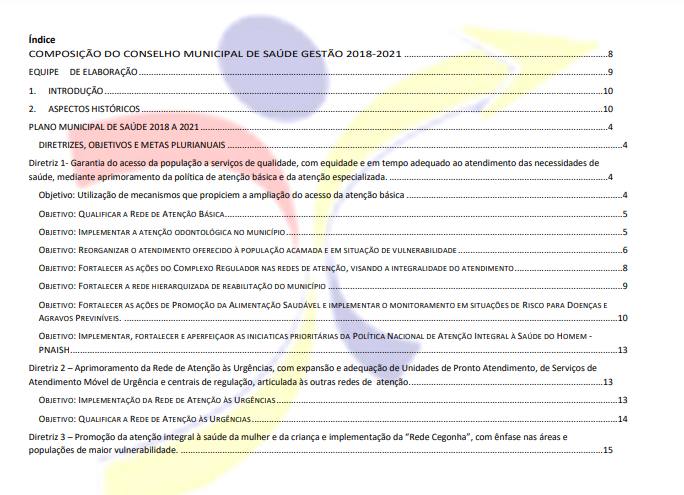 Índice
COMPOSIÇÃO DO CONSELHO MUNICIPAL DE SAÚDE GESTÃO 2018-2021 ........ 8
EQUIPE DE ELABORAÇÃO ........ 9
1. INTRODUÇÃO ........ 10
2. ASPECTOS HISTÓRICOS ........ 10
PLANO MUNICIPAL DE SAÚDE 2018 A 2021 ........ 4
DIRETRIZES, OBJETIVOS E METAS PLURIANUAIS ........ 4
Diretriz 1- Garantia do acesso da população a serviços de qualidade, com equidade e em tempo adequado ao atendimento das necessidades de
saúde, mediante aprimoramento da política de atenção básica e da atenção especializada. ........ 4
Objetivo: Utilização de mecanismos que propiciem a ampliação do acesso da atenção básica ........ 4
OBJETIVO: QUALIFICAR A REDE DE ATENÇÃO BÁSICA ........ 5
OBJETIVO: IMPLEMENTAR A ATENÇÃO ODONTOLÓGICA NO MUNICÍPIO ........ 5
OBJETIVO: REORGANIZAR O ATENDIMENTO OFERECIDO À POPULAÇÃO ACAMADA E EM SITUAÇÃO DE VULNERABILIDADE ........ 6
OBJETIVO: FORTALECER AS AÇÕES DO COMPLEXO REGULADOR NAS REDES DE ATENÇÃO, VISANDO A INTEGRALIDADE DO ATENDIMENTO ........ 8
OBJETIVO: FORTALECER A REDE HIERARQUIZADA DE REABILITAÇÃO DO MUNICÍPIO ........ 9
OBJETIVO: FORTALECER AS AÇÕES DE PROMOÇÃO DA ALIMENTAÇÃO SAUDÁVEL E IMPLEMENTAR O MONITORAMENTO EM SITUAÇÕES DE RISCO PARA DOENÇAS E
AGRAVOS PREVINÍVEIS. ........ 10
OBJETIVO: IMPLEMENTAR, FORTALECER E APERFEIÇAOR AS INICIATICAS PRIORITÁRIAS DA POLÍTICA NACIONAL DE ATENÇÃO INTEGRAL À SAÚDE DO HOMEM -
PNAISH ........ 13
Diretriz 2 – Aprimoramento da Rede de Atenção às Urgências, com expansão e adequação de Unidades de Pronto Atendimento, de Serviços de
Atendimento Móvel de Urgência e centrais de regulação, articulada às outras redes de atenção. ........ 13
OBJETIVO: IMPLEMENTAÇÃO DA REDE DE ATENÇÃO ÀS URGÊNCIAS ........ 13
OBJETIVO: QUALIFICAR A REDE DE ATENÇÃO ÀS URGÊNCIAS ........ 14
Diretriz 3 – Promoção da atenção integral à saúde da mulher e da criança e implementação da "Rede Cegonha", com ênfase nas áreas e
populações de maior vulnerabilidade. ........ 15